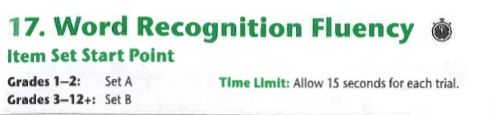 17. Word Recognition Fluency
Item Set Start Point
Grades 1–2: Set A Time Limit: Allow 15 seconds for each trial.
Grades 3–12+: Set B